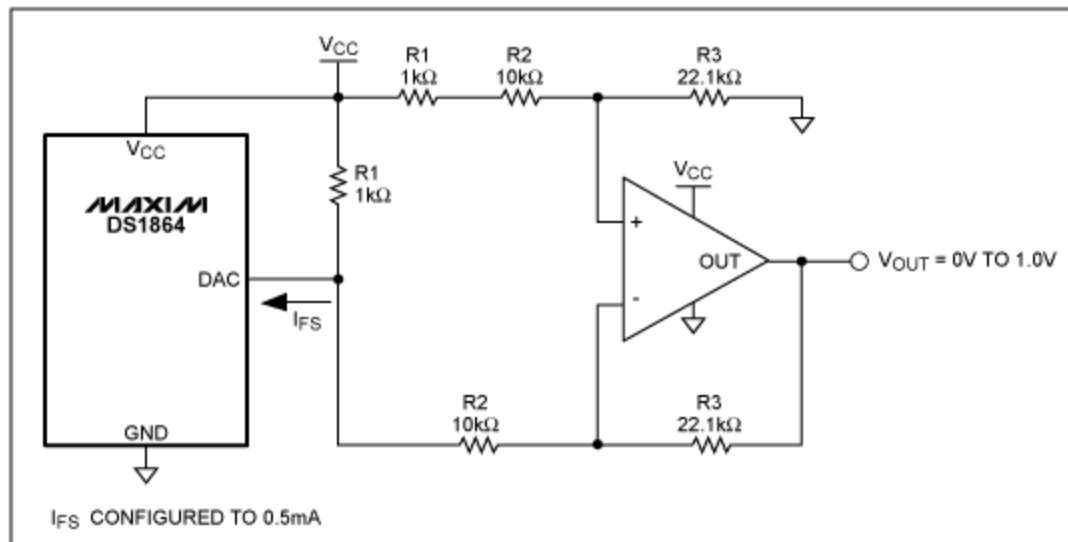 VCC
R1
1kΩ
R2
10kΩ
R3
22.1kΩ
VCC
MAXIM
DS1864
R1
1kΩ
DAC
IFS
GND
VCC
+
OUT
-
VOUT = 0V TO 1.0V
R2
10kΩ
R3
22.1kΩ
IFS CONFIGURED TO 0.5mA